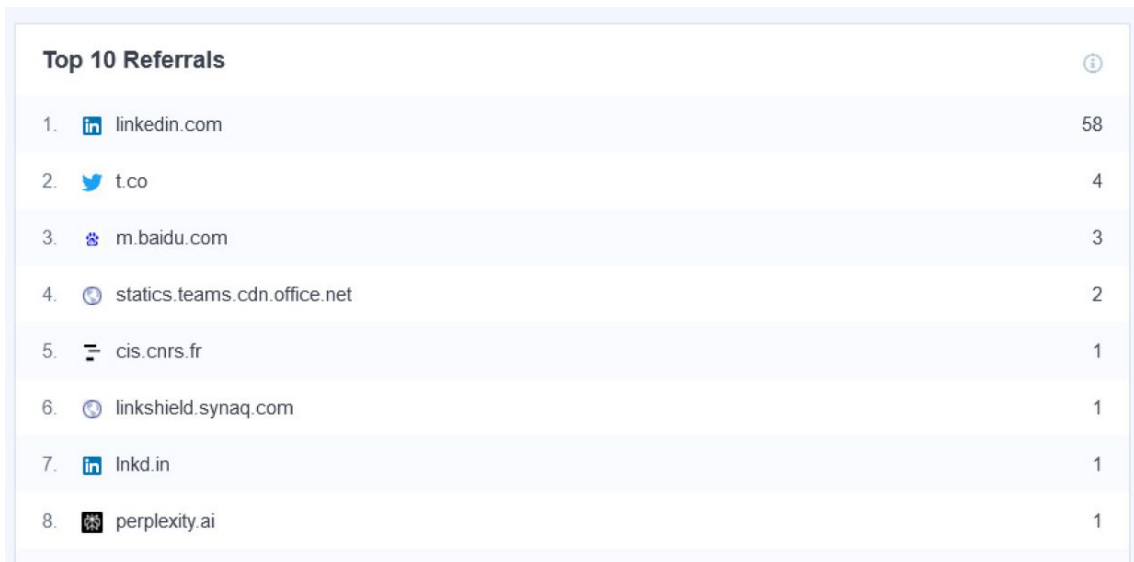 Top 10 Referrals
1. linkedin.com 58
2. t.co 4
3. m.baidu.com 3
4. statics.teams.cdn.office.net 2
5. cis.cnrs.fr 1
6. linkshield.synaq.com 1
7. lnkd.in 1
8. perplexity.ai 1